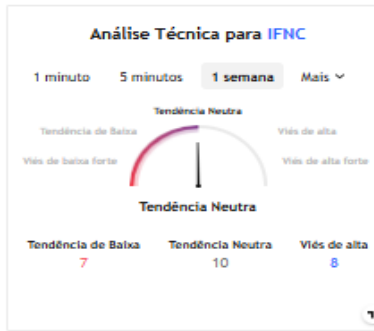 Análise Técnica para IFNC
1 minuto 5 minutos 1 semana Mais
Tendência Neutra
Tendência de Baixa Viés de alta
Viés de baixa forte Viés de alta forte
Tendência Neutra
Tendência de Baixa Tendência Neutra Viés de alta
7 10 8